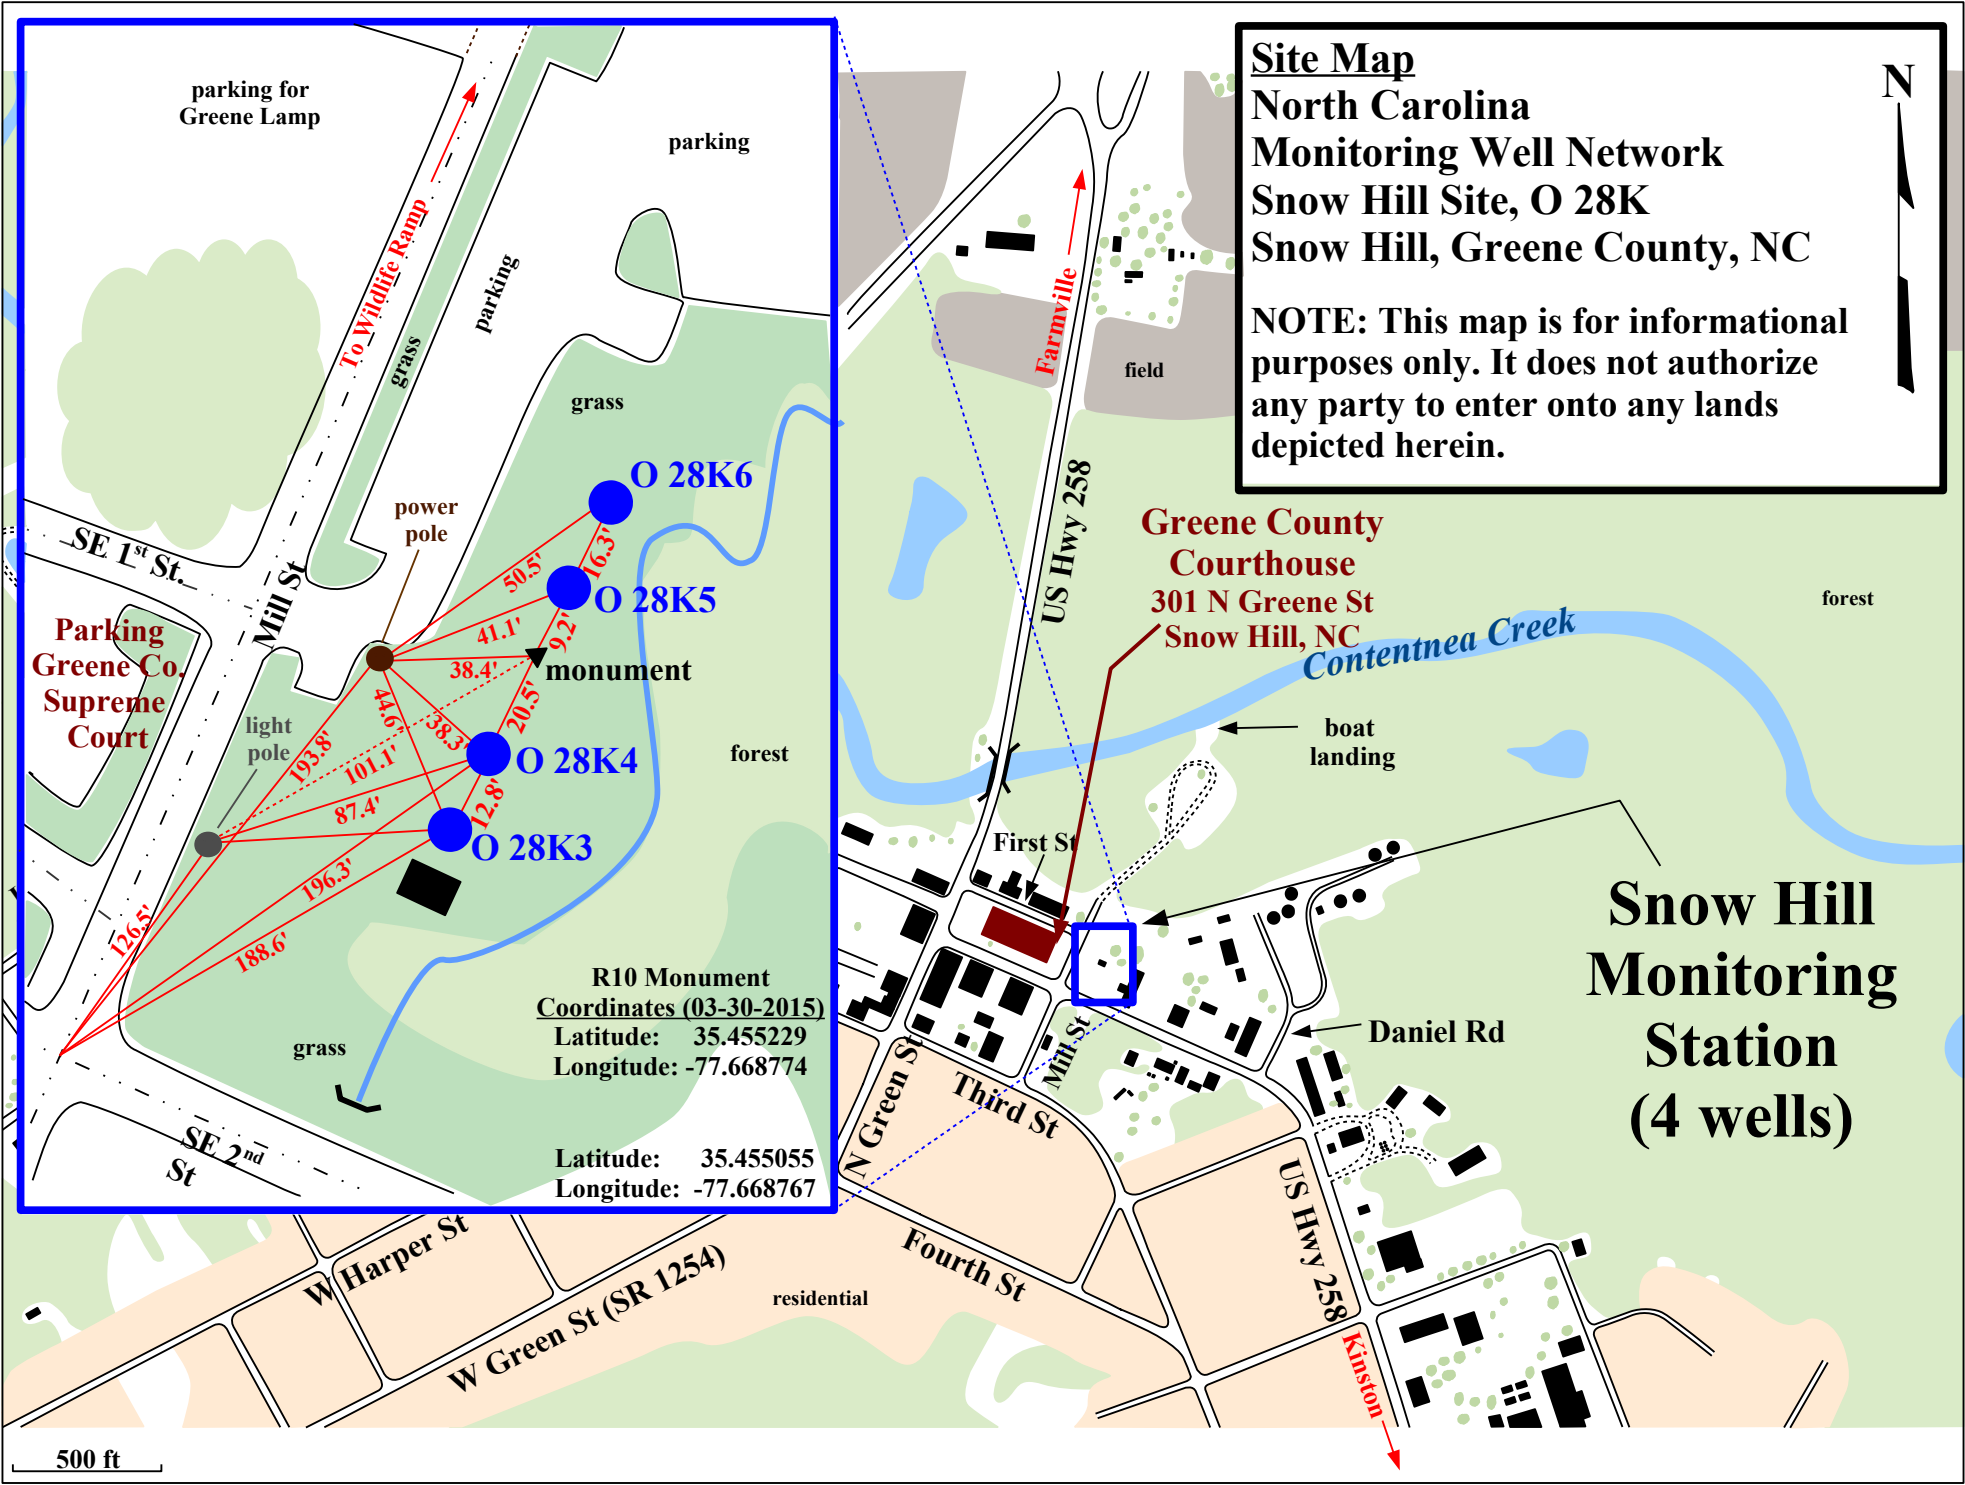 Site Map
North Carolina
Monitoring Well Network
Snow Hill Site, O 28K
Snow Hill, Greene County, NC
NOTE: This map is for informational
purposes only. It does not authorize
any party to enter onto any lands
depicted herein.
N
parking for
Greene Lamp
parking
To Wildlife Ramp
grass
parking
grass
O 28K6
power
pole
16.3'
50.5'
SE 1st St.
Mill St
O 28K5
41.1'
9.2'
38.4'
monument
Parking
Greene Co.
Supreme
Court
light
pole
44.6'
38.3'
20.5'
193.8'
101.1'
O 28K4
forest
87.4'
12.8'
O 28K3
196.3'
126.5'
188.6'
R10 Monument
Coordinates (03-30-2015)
Latitude: 35.455229
Longitude: -77.668774
grass
SE 2nd
St
Latitude: 35.455055
Longitude: -77.668767
Farmville
field
US Hwy 258
Greene County
Courthouse
301 N Greene St
Snow Hill, NC
Contentnea Creek
forest
boat
landing
First St
Snow Hill
Monitoring
Station
(4 wells)
Daniel Rd
Mill St
N Green St
Third St
US Hwy 258
Fourth St
W Harper St
W Green St (SR 1254)
residential
Kinston
500 ft